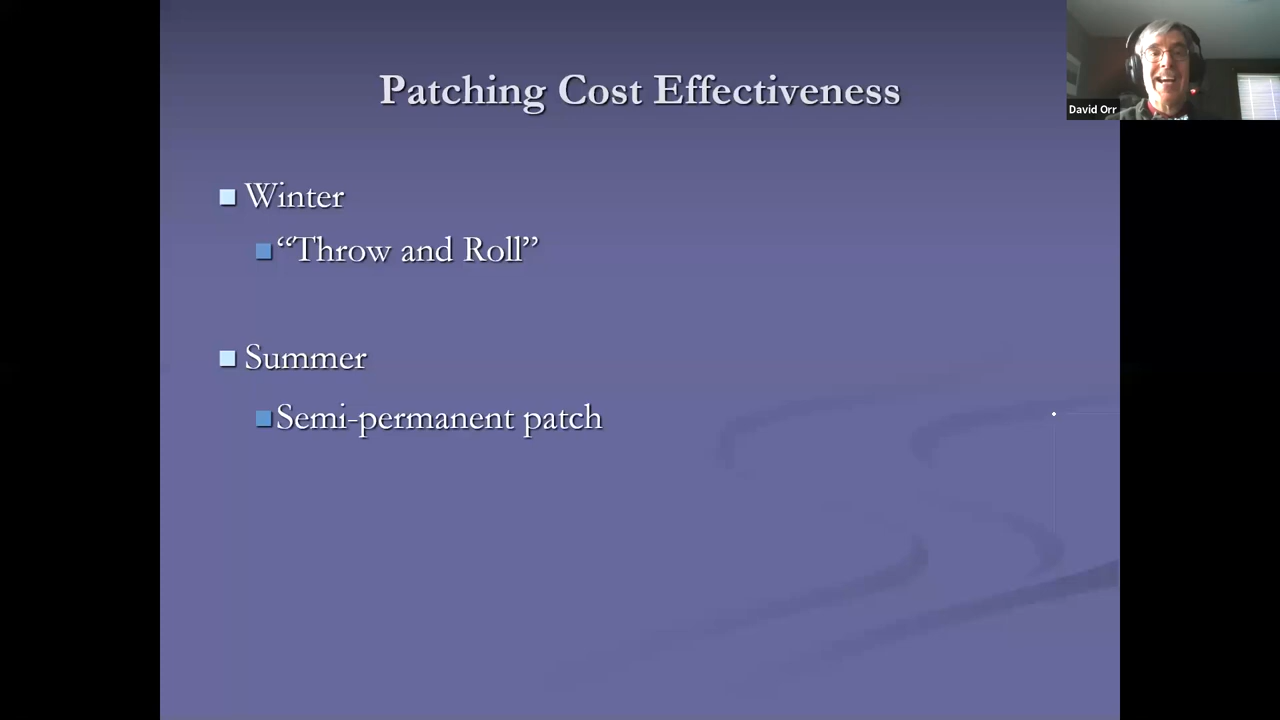 Patching Cost Effectiveness
David Orr
Winter
“Throw and Roll”
Summer
Semi-permanent patch